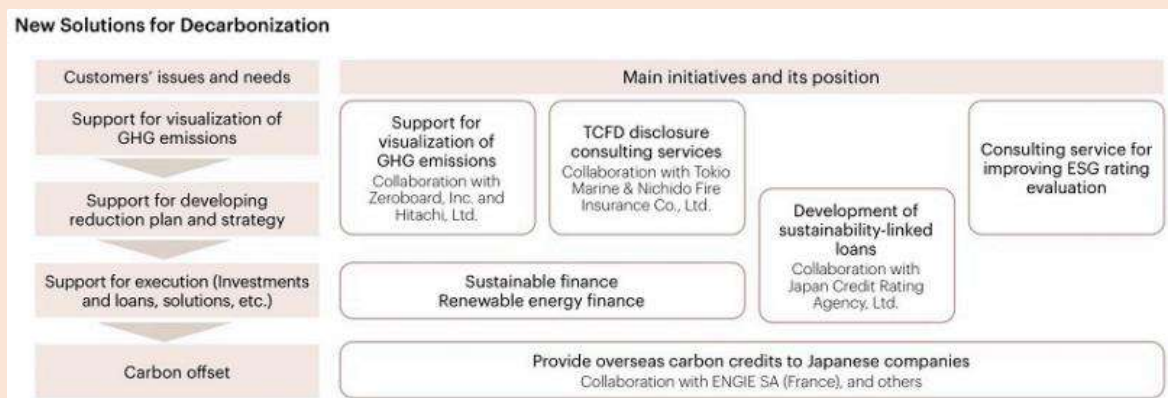 New Solutions for Decarbonization
Customers' issues and needs
Main initiatives and its position
Support for visualization of
GHG emissions
Support for developing
reduction plan and strategy
Support for execution (Investments
and loans, solutions, etc.)
Carbon offset
Support for
visualization of
GHG emissions
Collaboration with
Zeroboard, Inc. and
Hitachi, Ltd.
TCFD disclosure
consulting services
Collaboration with Tokio
Marine & Nichido Fire
Insurance Co., Ltd.
Development of
sustainability-linked
loans
Collaboration with
Japan Credit Rating
Agency, Ltd.
Consulting service for
improving ESG rating
evaluation
Sustainable finance
Renewable energy finance
Provide overseas carbon credits to Japanese companies
Collaboration with ENGIE SA (France), and others